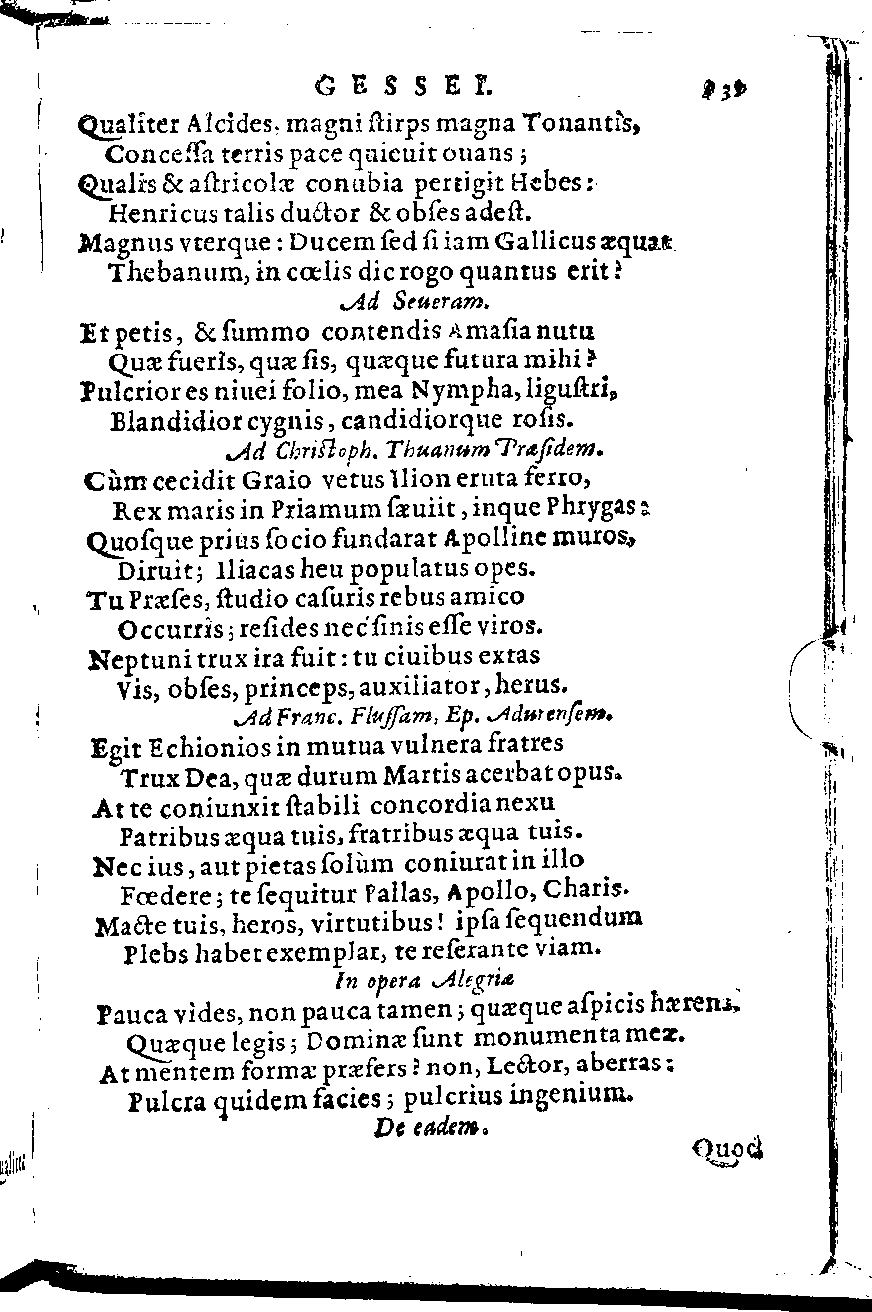 GESSEI.
Qualiter Alcides, magni ſtirps magna Tonantis,
Conceſſa terris pace quieuit ouans ;
Qualis & aſtricolæ conubia pertigit Hebes :
Henricus talis ductor & obſes adeſt.
Magnus vterque : Ducem ſed ſi iam Gallicus æquat
Thebanum, in cœlis dic rogo quantus erit ?
Ad Seueram.
Et petis, & ſummo contendis Amaſia nutu
Quæ fueris, quæ ſis, quæque futura mihi ?
Pulcrior es niuei folio, mea Nympha, liguſtri,
Blandidior cygnis, candidiorque roſis.
Ad Chriſtoph. Thuanum Præſidem.
Cùm cecidit Graio vetus Ilion eruta ferro,
Rex maris in Priamum ſæuiit, inque Phrygas :
Quoſque prius ſocio fundarat Apolline muros,
Diruit ; Iliacas heu populatus opes.
Tu Præſes, ſtudio caſuris rebus amico
Occurris ; reſides nec ſinis eſſe viros.
Neptuni trux ira fuit : tu ciuibus extas
Vis, obſes, princeps, auxiliator, herus.
Ad Franc. Fluſſam, Ep. Adurenſem.
Egit Echionios in mutua vulnera fratres
Trux Dea, quæ durum Martis acerbat opus.
At te coniunxit ſtabili concordia nexu
Patribus æqua tuis, fratribus æqua tuis.
Nec ius, aut pietas ſolùm coniurat in illo
Fœdere ; te ſequitur Pallas, Apollo, Charis.
Macte tuis, heros, virtutibus ! ipſa ſequendum
Plebs habet exemplar, te reſerante viam.
In opera Alegriæ
Pauca vides, non pauca tamen ; quæque aſpicis hærens,
Quæque legis ; Dominæ ſunt monumenta meæ.
At mentem formæ præfers ? non, Lector, aberras :
Pulcra quidem facies ; pulcrius ingenium.
De eadem.
Quod